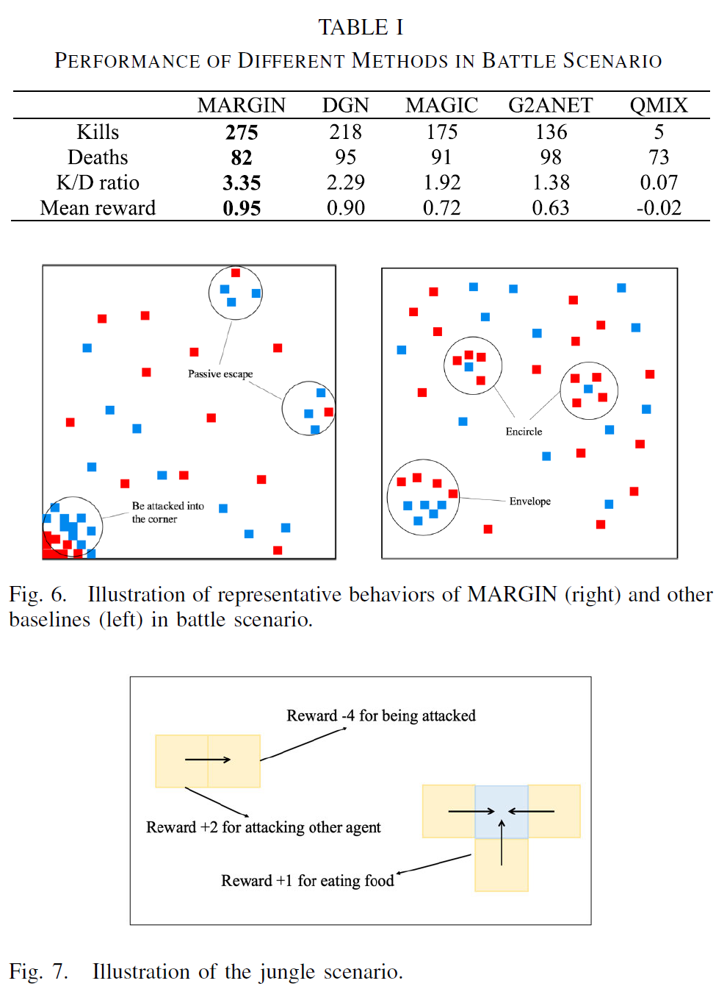 TABLE I
PERFORMANCE OF DIFFERENT METHODS IN BATTLE SCENARIO
MARGIN DGN MAGIC G2ANET QMIX
Kills 275 218 175 136 5
Deaths 82 95 91 98 73
K/D ratio 3.35 2.29 1.92 1.38 0.07
Mean reward 0.95 0.90 0.72 0.63 -0.02
Passive escape
Be attacked into
the corner
Encircle
Envelope
Fig. 6. Illustration of representative behaviors of MARGIN (right) and other
baselines (left) in battle scenario.
Reward -4 for being attacked
Reward +2 for attacking other agent
Reward +1 for eating food
Fig. 7. Illustration of the jungle scenario.